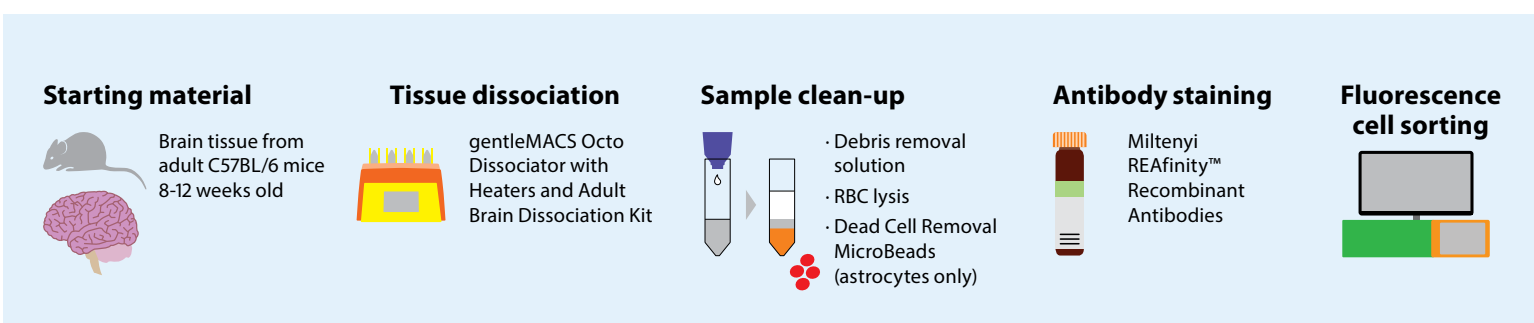 Starting material
Brain tissue from
adult C57BL/6 mice
8-12 weeks old
Tissue dissociation
gentleMACS Octo
Dissociator with
Heaters and Adult
Brain Dissociation Kit
Sample clean-up
· Debris removal
solution
· RBC lysis
· Dead Cell Removal
MicroBeads
(astrocytes only)
Antibody staining
Miltenyi
REAfinity™
Recombinant
Antibodies
Fluorescence
cell sorting